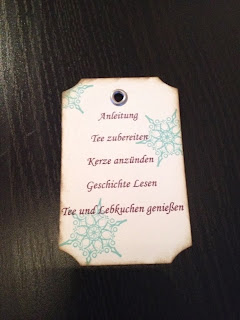 Anleitung
Tee zubereiten
Kerze anzünden
Geschichte Lesen
Tee und Lebkuchen genießen